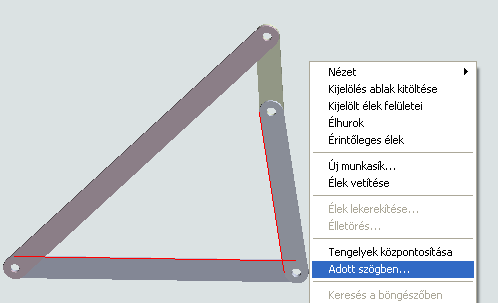 Nézet
Kijelölés ablak kitöltése
Kijelölt élek felületei
Élhurok
Érintőleges élek
Új munkasík...
Élek vetítése
Élek lekerekítése...
Élletörés...
Tengelyek központosítása
Adott szögben...
Keresés a böngészőben